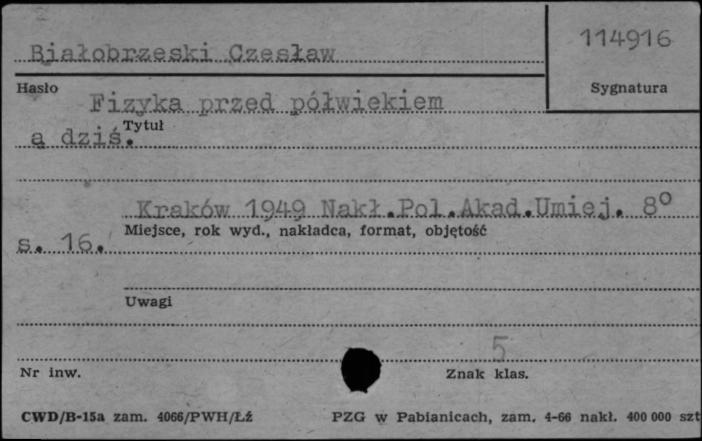 Białobrzeski Czesław
114916
Hasło
Sygnatura
Fizyka przed półwiekiem
Tytuł
a dziś.
Kraków 1949 Nakł.Pol.Akad.Umiej. 8°
Miejsce, rok wyd., nakładca, format, objętość
s. 16.
Uwagi
5
Nr inw.
Znak klas.
CWD/B-15a zam. 4066/PWH/Łź
PZG w Pabianicach, zam. 4-66 nakł. 400 000 szt